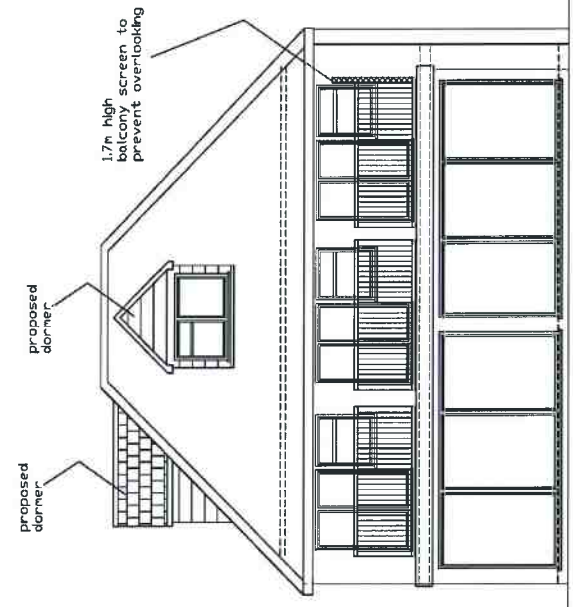 proposed
dormer
proposed
dormer
1.7m high
balcony screen to
prevent overlooking